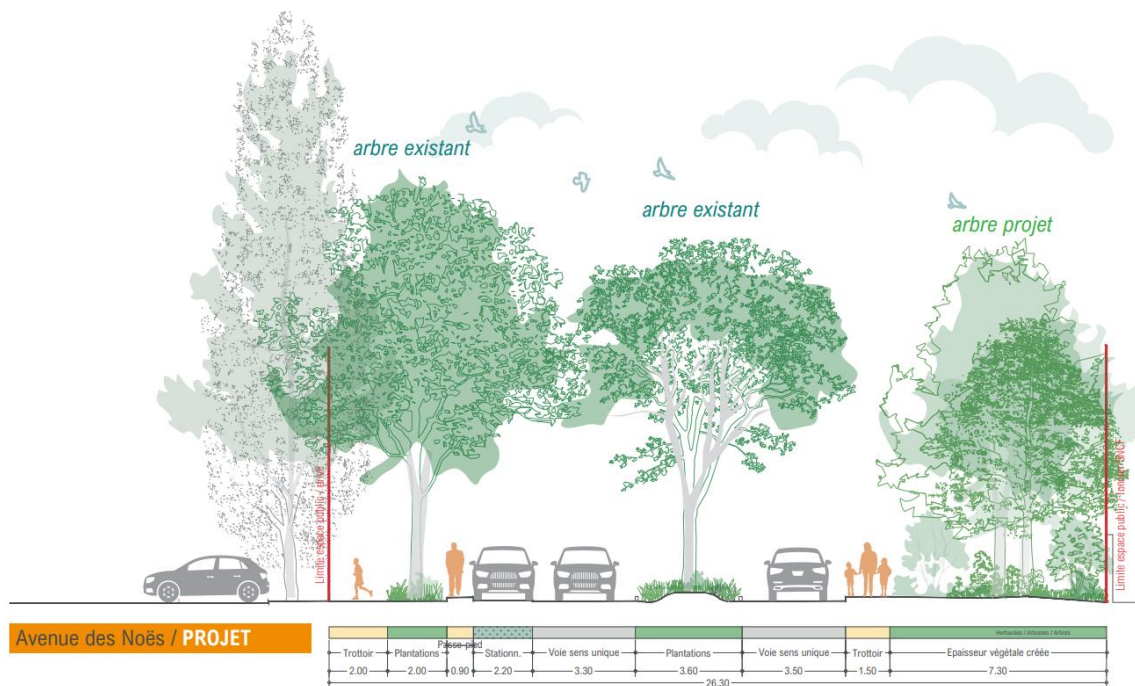 arbre existant
arbre existant
arbre projet
Limite espace public / privé
Limite espace public /
Avenue des Noës / PROJET
Herbacées / Arbustes / Arbres
Trottoir
Plantations
Passe-pied
Stationn.
Voie sens unique
Plantations
Voie sens unique
Trottoir
Epaisseur végétale créée
2.00
2.00
0.90
2.20
3.30
3.60
3.50
1.50
7.30
26.30